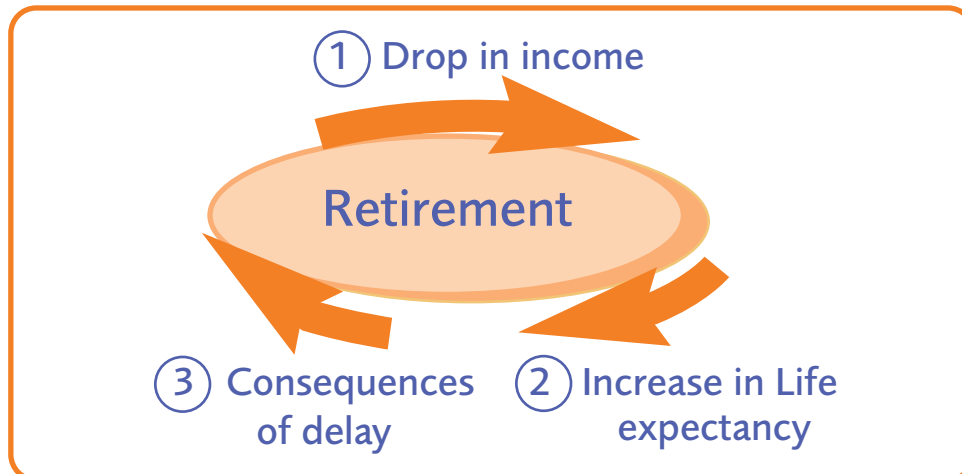 1 Drop in income
Retirement
3 Consequences
of delay
2 Increase in Life
expectancy